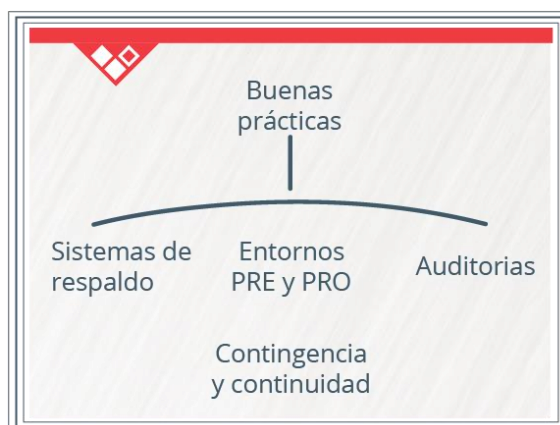 Buenas
prácticas
Sistemas de
respaldo
Entornos
PRE y PRO
Auditorias
Contingencia
y continuidad